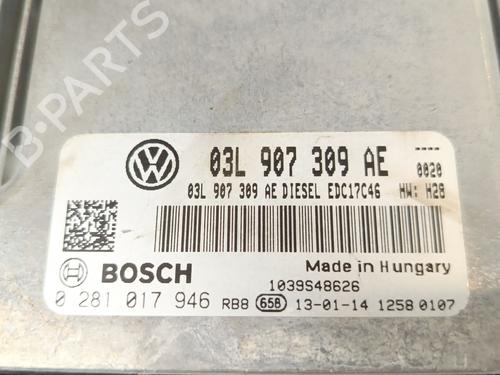 B-PARTS
03L 907 309 AE ----
0020
03L 907 309 AE DIESEL EDC17C46 HW: H28
BOSCH
Made in Hungary
1039S48626
0 281 017 946 RB8 658 13-01-14 1258 0107